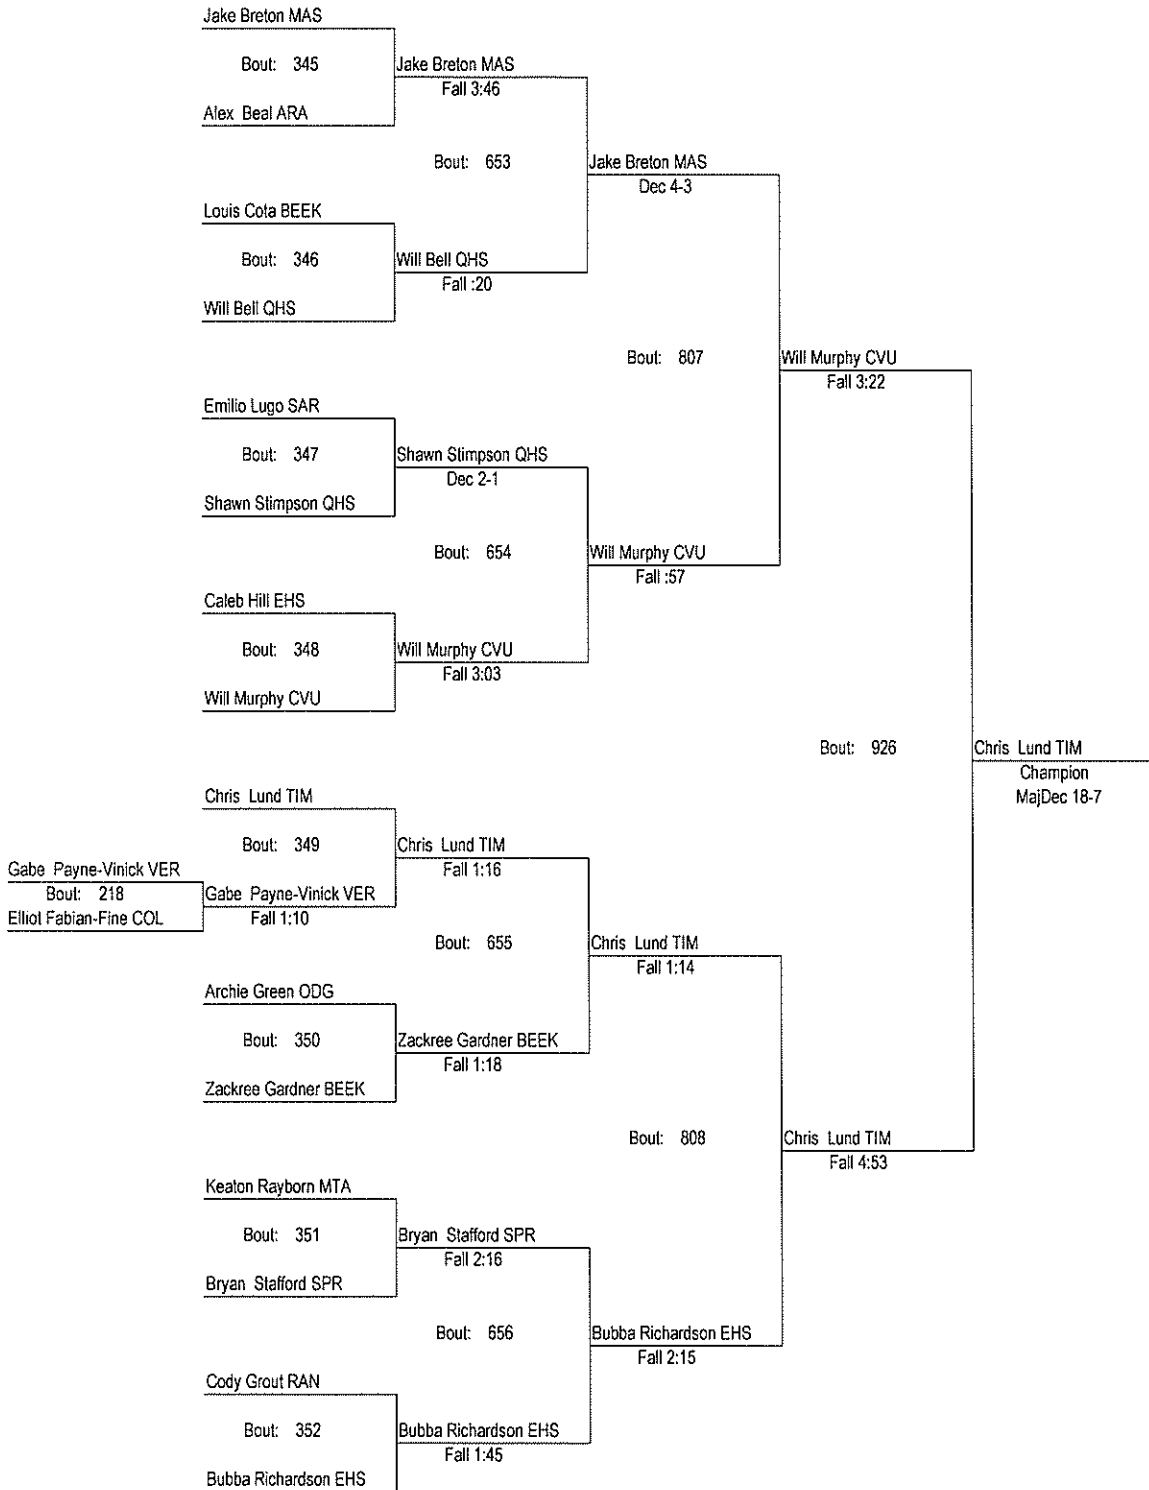 Jake Breton MAS
Bout: 345
Jake Breton MAS
Fall 3:46
Alex Beal ARA
Bout: 653
Jake Breton MAS
Dec 4-3
Louis Cota BEEK
Bout: 346
Will Bell QHS
Fall :20
Will Bell QHS
Bout: 807
Will Murphy CVU
Fall 3:22
Emilio Lugo SAR
Bout: 347
Shawn Stimpson QHS
Dec 2-1
Shawn Stimpson QHS
Bout: 654
Will Murphy CVU
Fall :57
Caleb Hill EHS
Bout: 348
Will Murphy CVU
Fall 3:03
Will Murphy CVU
Bout: 926
Chris Lund TIM
Champion
MajDec 18-7
Chris Lund TIM
Bout: 349
Chris Lund TIM
Fall 1:16
Gabe Payne-Vinick VER
Bout: 218
Gabe Payne-Vinick VER
Elliot Fabian-Fine COL
Fall 1:10
Bout: 655
Chris Lund TIM
Fall 1:14
Archie Green ODG
Bout: 350
Zackree Gardner BEEK
Fall 1:18
Zackree Gardner BEEK
Bout: 808
Chris Lund TIM
Fall 4:53
Keaton Rayborn MTA
Bout: 351
Bryan Stafford SPR
Fall 2:16
Bryan Stafford SPR
Bout: 656
Bubba Richardson EHS
Fall 2:15
Cody Grout RAN
Bout: 352
Bubba Richardson EHS
Fall 1:45
Bubba Richardson EHS